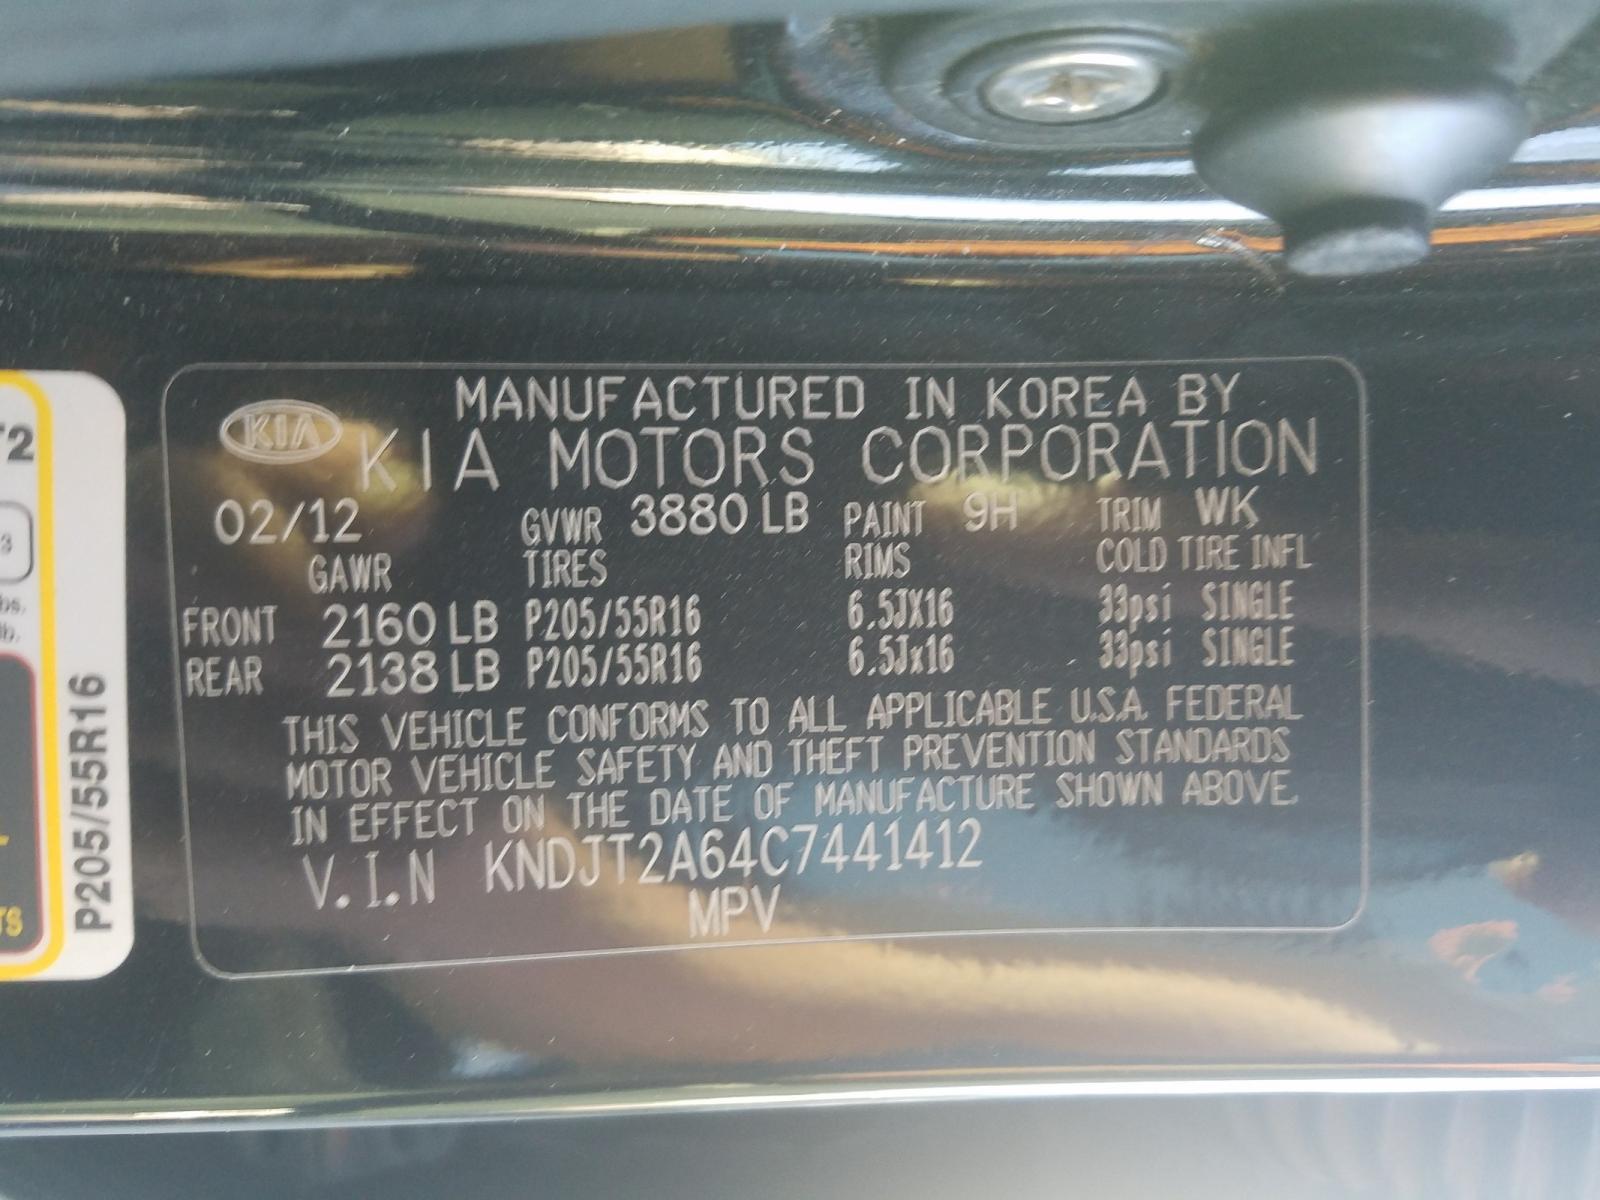 MANUFACTURED IN KOREA BY
KIA KIA MOTORS CORPORATION
02/12 GVWR 3880 LB PAINT 9H TRIM WK
GAWR TIRES RIMS COLD TIRE INFL
FRONT 2160 LB P205/55R16 6.5JX16 33psi SINGLE
REAR 2138 LB P205/55R16 6.5Jx16 33psi SINGLE
THIS VEHICLE CONFORMS TO ALL APPLICABLE U.S.A. FEDERAL
MOTOR VEHICLE SAFETY AND THEFT PREVENTION STANDARDS
IN EFFECT ON THE DATE OF MANUFACTURE SHOWN ABOVE.
V.I.N KNDJT2A64C7441412
MPV
P205/55R16
3